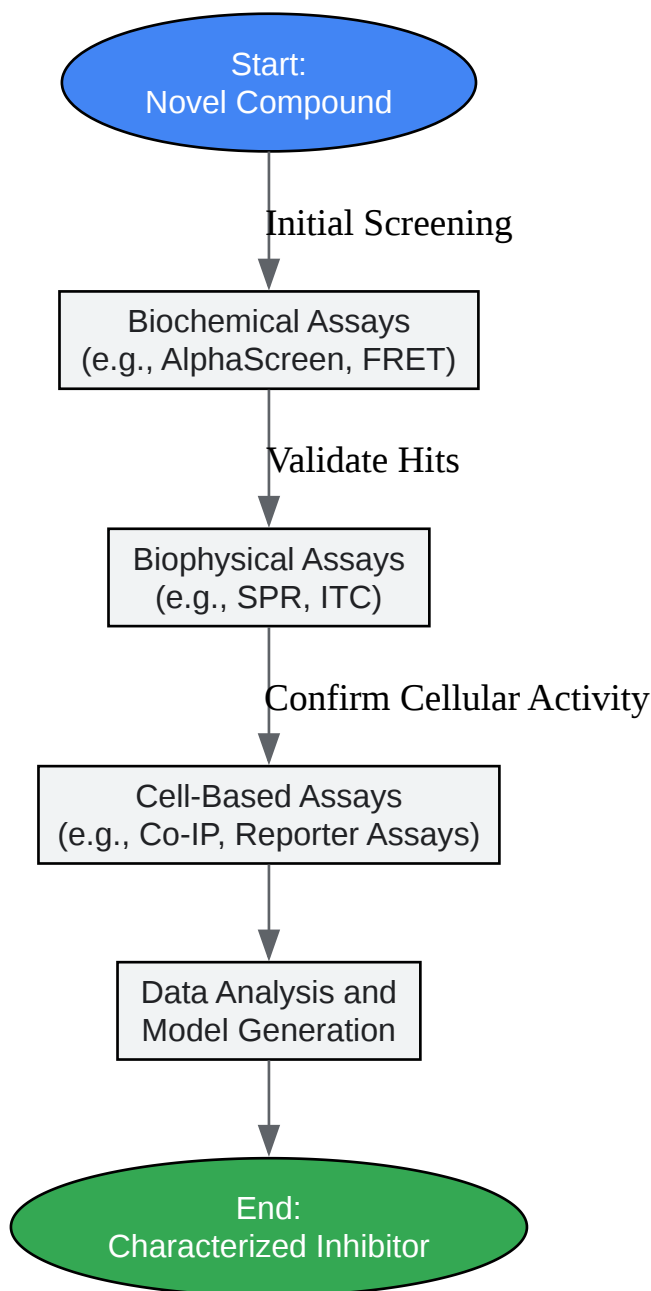 Start:
Novel Compound
Initial Screening
Biochemical Assays
(e.g., AlphaScreen, FRET)
Validate Hits
Biophysical Assays
(e.g., SPR, ITC)
Confirm Cellular Activity
Cell-Based Assays
(e.g., Co-IP, Reporter Assays)
Data Analysis and
Model Generation
End:
Characterized Inhibitor